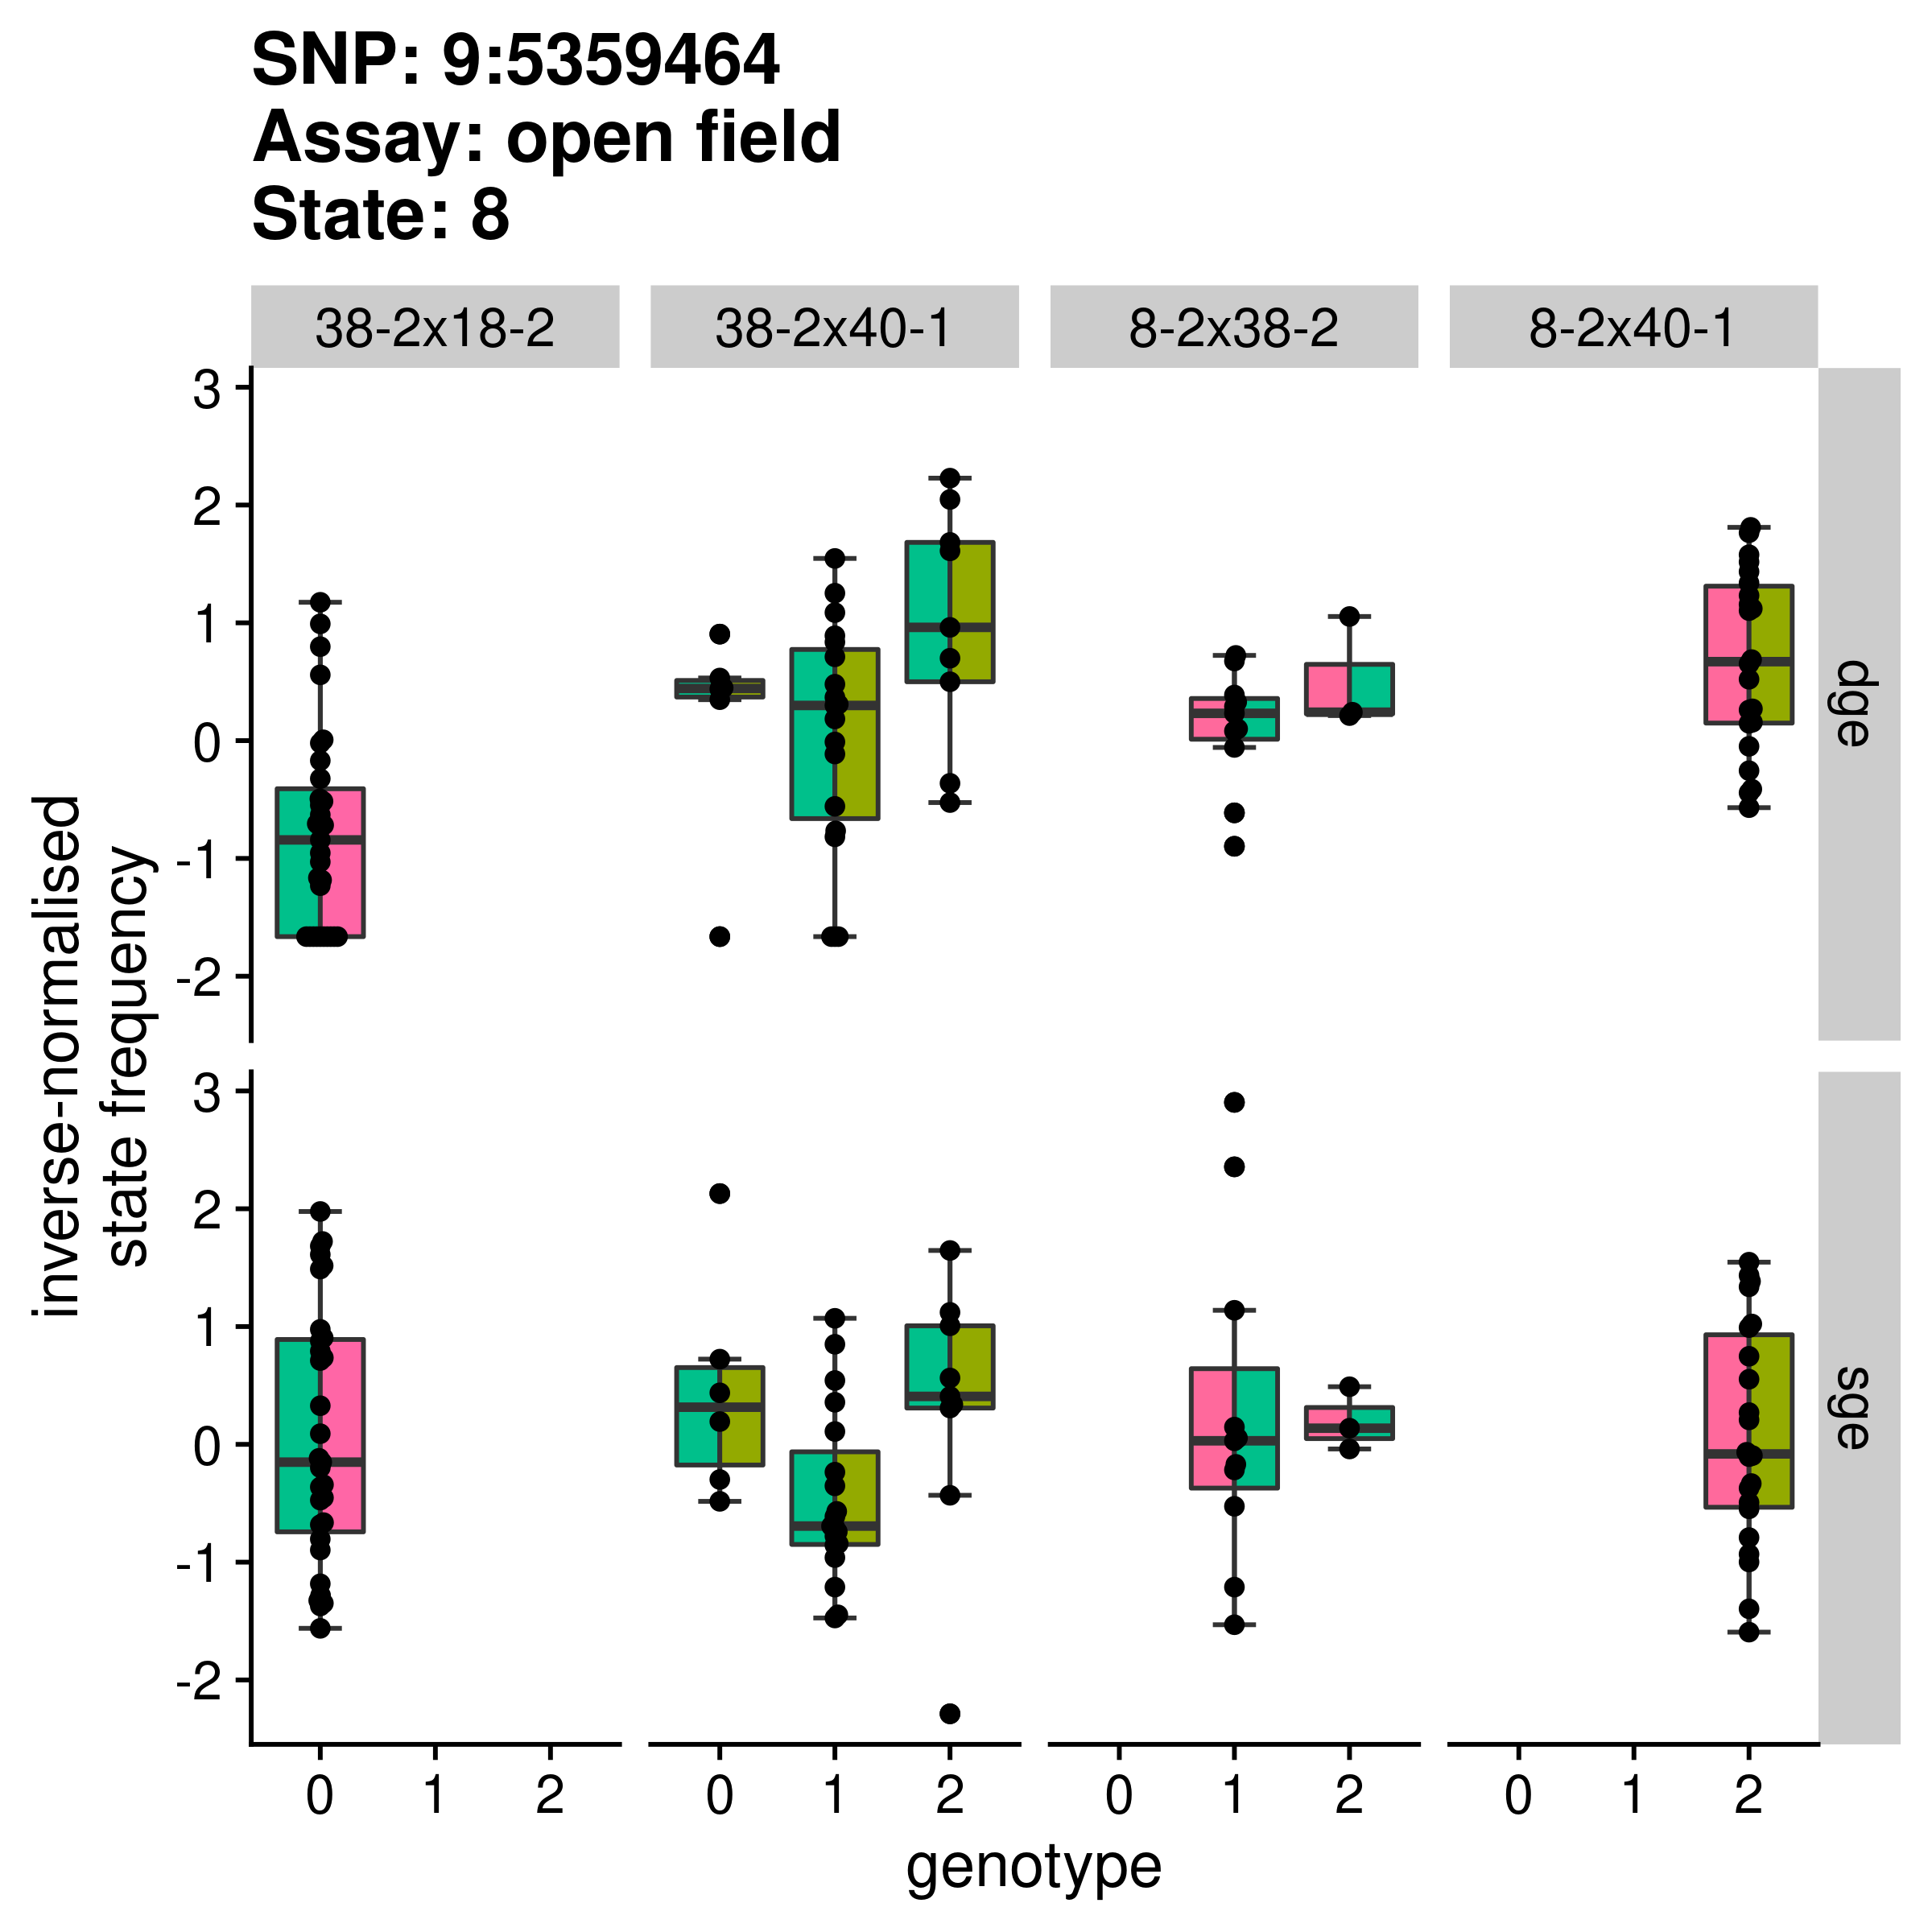 SNP: 9:5359464
Assay: open field
State: 8
38-2x18-2
38-2x40-1
8-2x38-2
8-2x40-1
3
2
1
0
-1
-2
dge
3
2
1
0
-1
-2
sge
inverse-normalised
state frequency
0 1 2
0 1 2
0 1 2
0 1 2
genotype